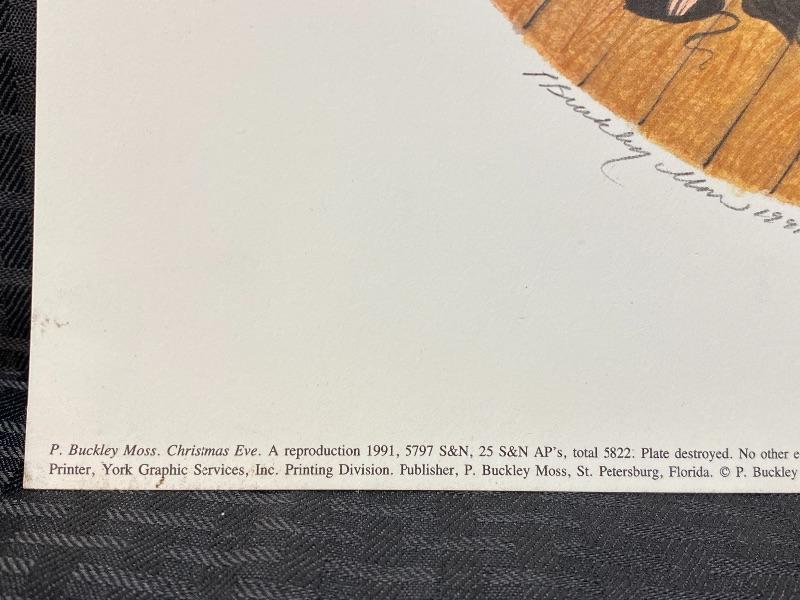 P Buckley Moss 1991
P. Buckley Moss. Christmas Eve. A reproduction 1991, 5797 S&N, 25 S&N AP's, total 5822. Plate destroyed. No other e
Printer, York Graphic Services, Inc. Printing Division. Publisher, P. Buckley Moss, St. Petersburg, Florida. © P. Buckley